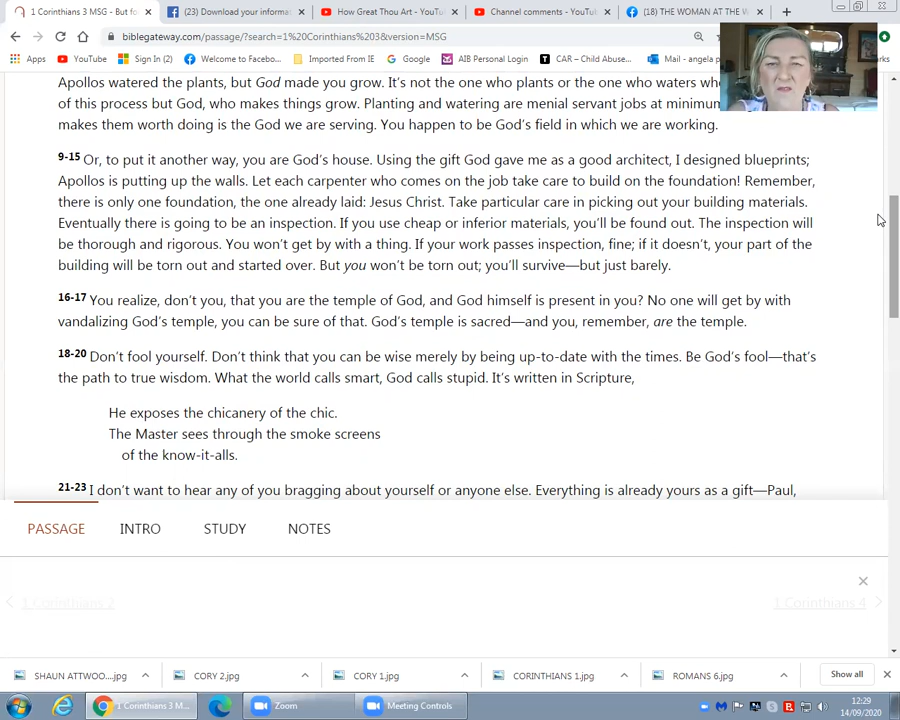 1 Corinthians 3 MSG - But fo
(23) Download your informa
How Great Thou Art - YouTu
Channel comments - YouTu
(18) THE WOMAN AT THE W
biblegateway.com/passage/?search=1%20Corinthians%203&version=MSG
Apps YouTube Sign In (2) Welcome to Facebo... Imported From IE Google AIB Personal Login CAR – Child Abuse... Mail - angela p
Apollos watered the plants, but God made you grow. It's not the one who plants or the one who waters wh
of this process but God, who makes things grow. Planting and watering are menial servant jobs at minimum
makes them worth doing is the God we are serving. You happen to be God's field in which we are working.
9-15 Or, to put it another way, you are God's house. Using the gift God gave me as a good architect, I designed blueprints;
Apollos is putting up the walls. Let each carpenter who comes on the job take care to build on the foundation! Remember,
there is only one foundation, the one already laid: Jesus Christ. Take particular care in picking out your building materials.
Eventually there is going to be an inspection. If you use cheap or inferior materials, you'll be found out. The inspection will
be thorough and rigorous. You won't get by with a thing. If your work passes inspection, fine; if it doesn't, your part of the
building will be torn out and started over. But you won't be torn out; you'll survive—but just barely.
16-17 You realize, don't you, that you are the temple of God, and God himself is present in you? No one will get by with
vandalizing God's temple, you can be sure of that. God's temple is sacred—and you, remember, are the temple.
18-20 Don't fool yourself. Don't think that you can be wise merely by being up-to-date with the times. Be God's fool—that's
the path to true wisdom. What the world calls smart, God calls stupid. It's written in Scripture,
He exposes the chicanery of the chic.
The Master sees through the smoke screens
of the know-it-alls.
21-23 I don't want to hear any of you bragging about yourself or anyone else. Everything is already yours as a gift—Paul,
PASSAGE INTRO STUDY NOTES
1 Corinthians 2
1 Corinthians 4
SHAUN ATTWOO....jpg CORY 2.jpg CORY 1.jpg CORINTHIANS 1.jpg ROMANS 6.jpg Show all
1 Corinthians 3 M... Zoom Meeting Controls
12:29
14/09/2020